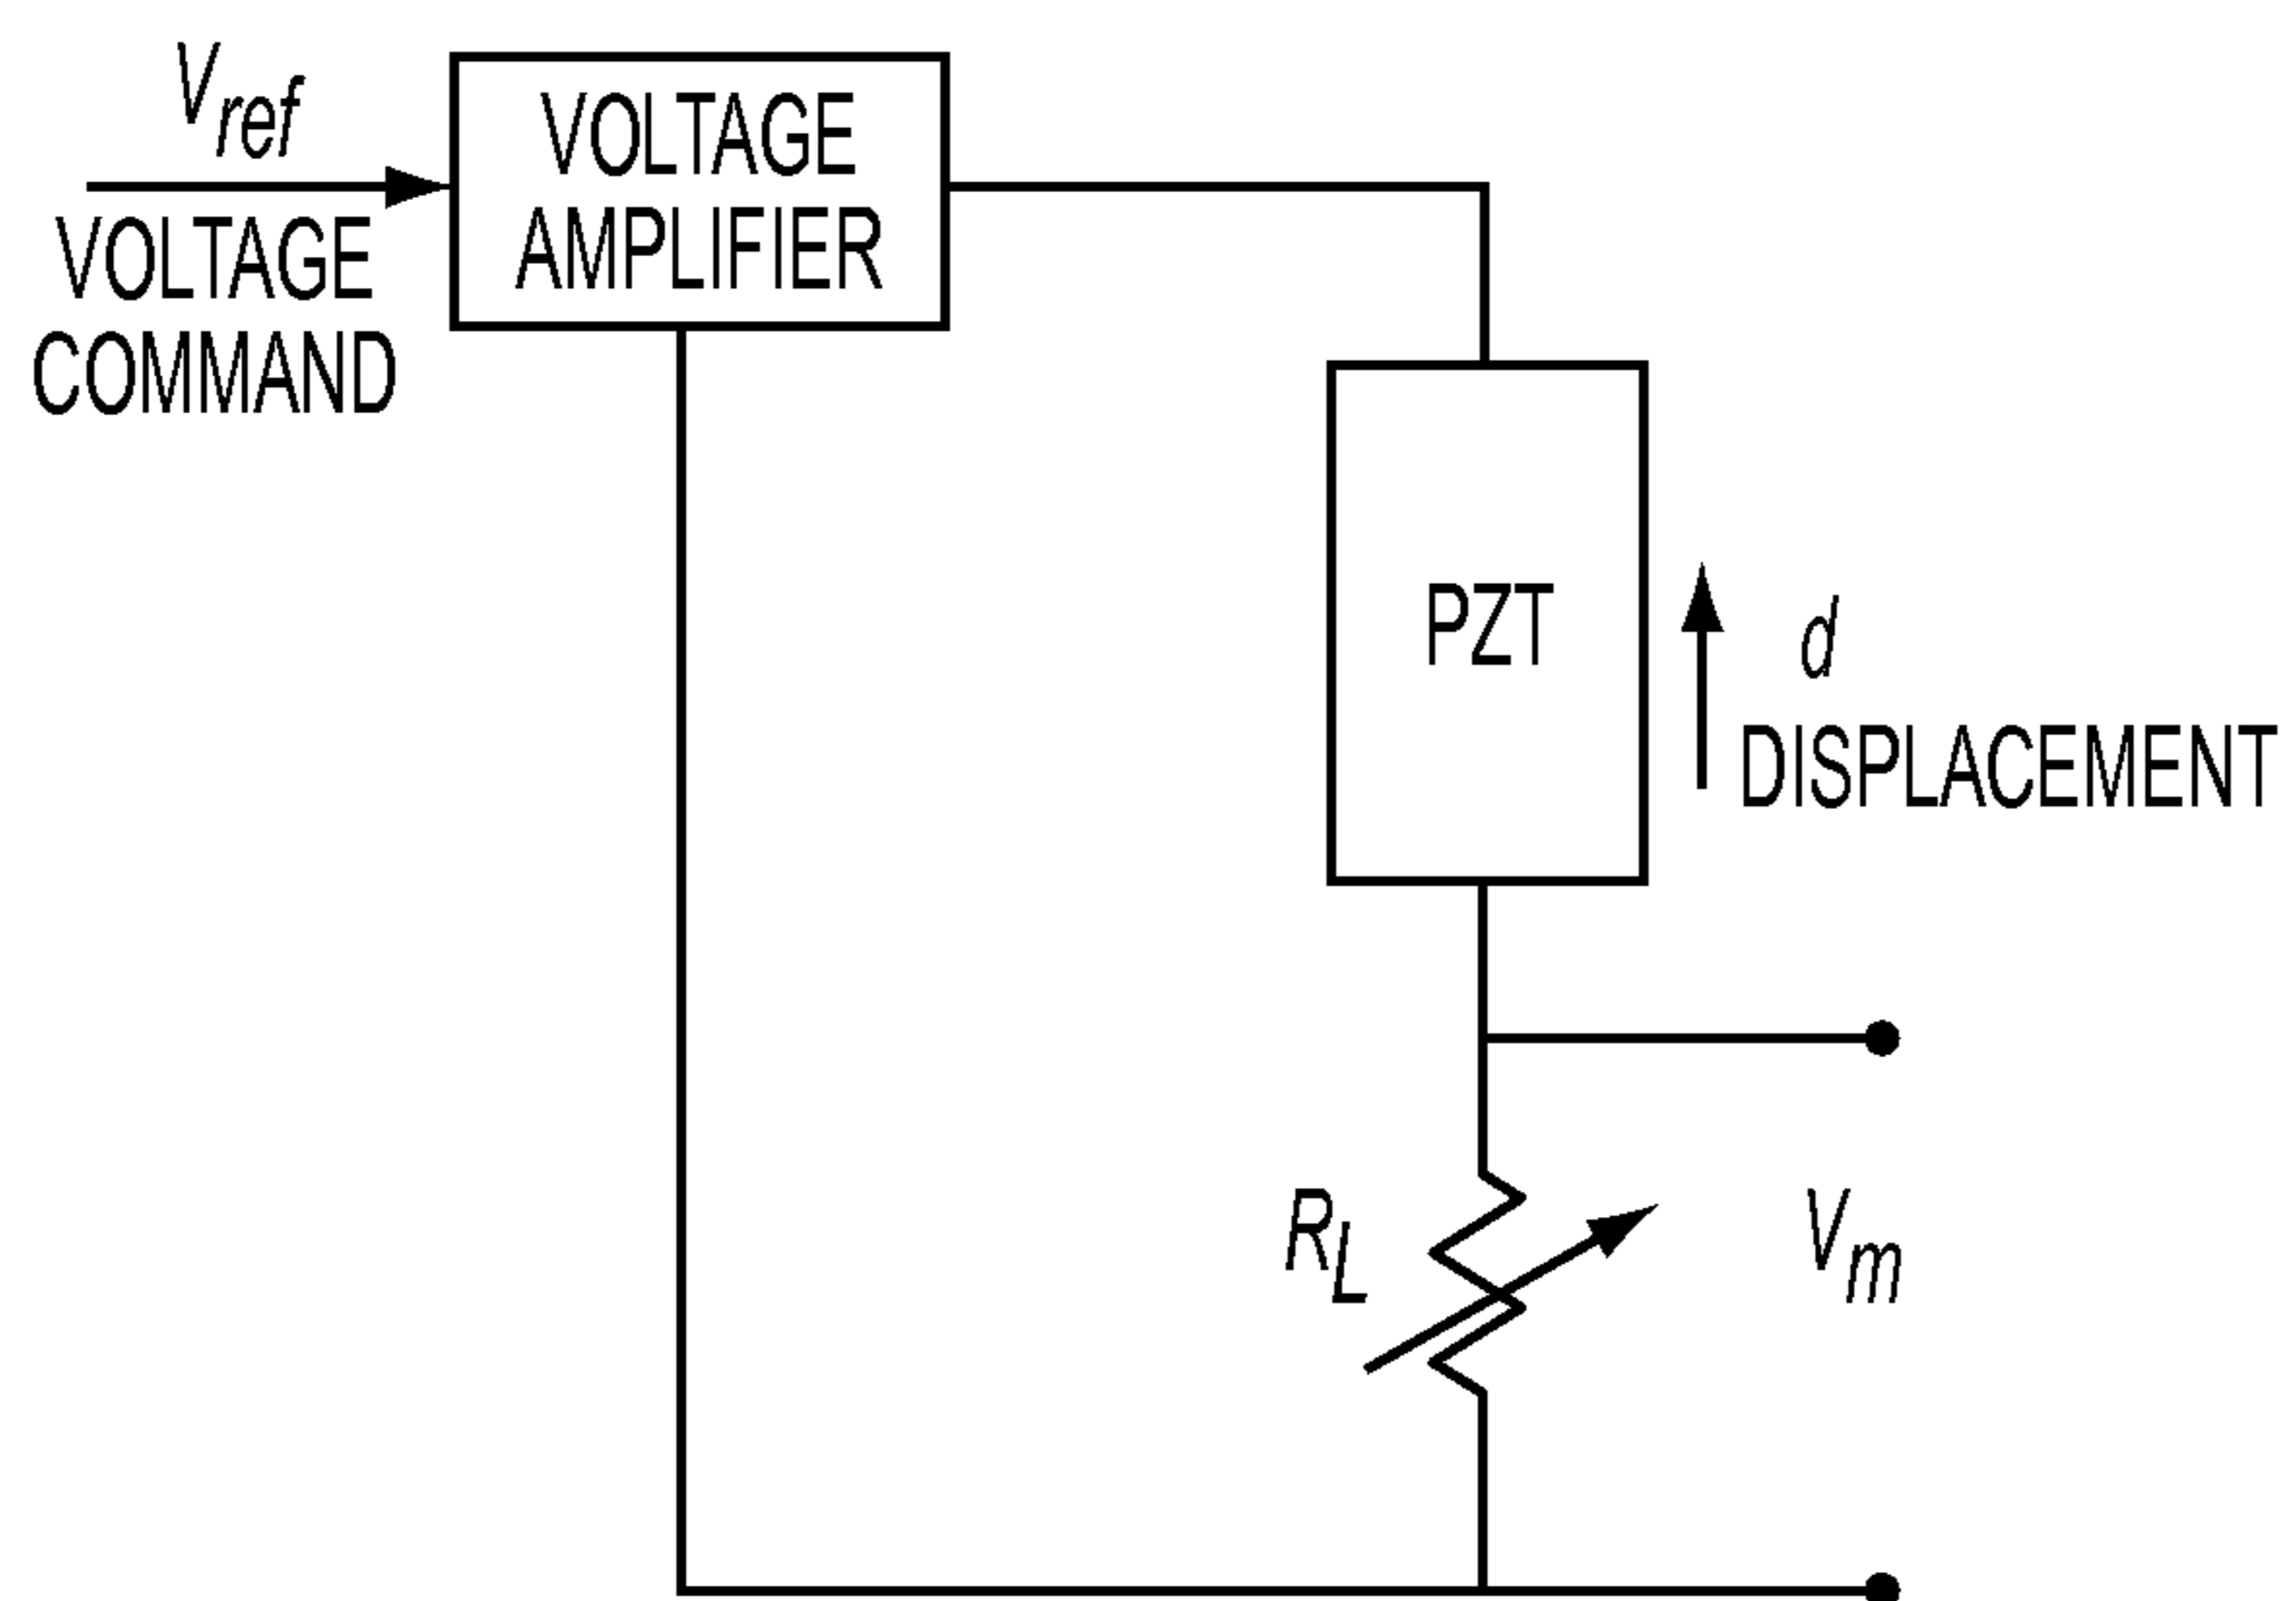 Vref
VOLTAGE
COMMAND
VOLTAGE
AMPLIFIER
PZT
d
DISPLACEMENT
RL
Vm